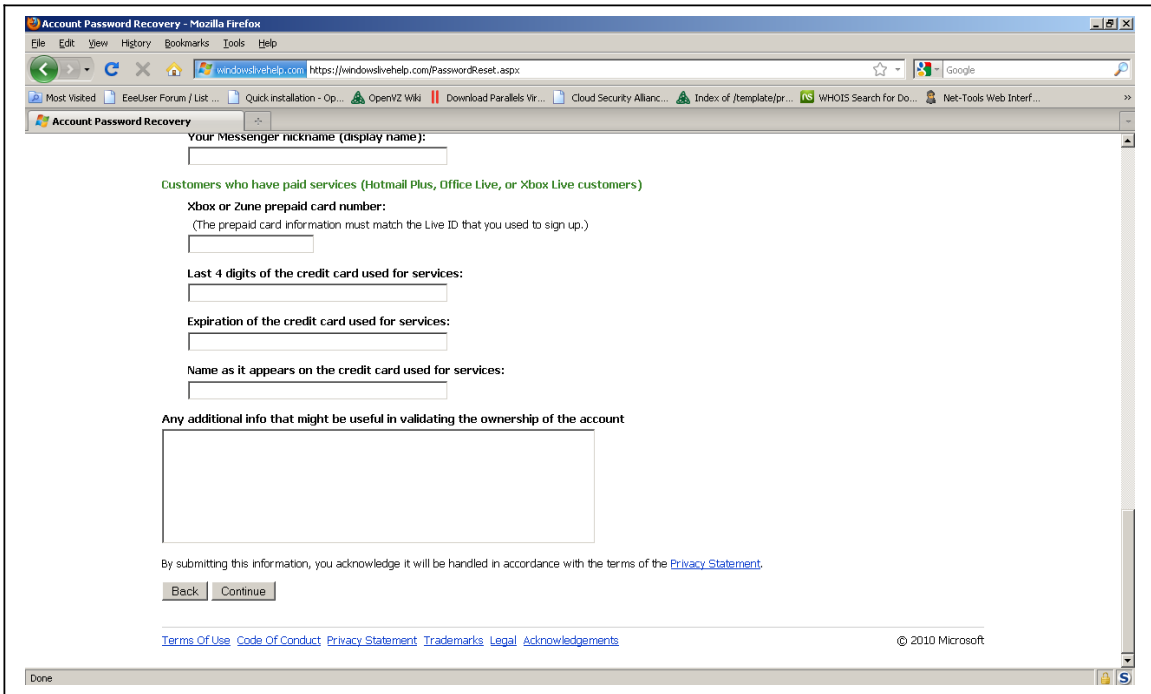 Account Password Recovery - Mozilla Firefox
File Edit View History Bookmarks Tools Help
windowslivehelp.com https://windowslivehelp.com/PasswordReset.aspx Google
Most Visited EeeUser Forum / List ... Quick installation - Op... OpenVZ Wiki Download Parallels Vir... Cloud Security Allianc... Index of /template/pr... WHOIS Search for Do... Net-Tools Web Interf... »
Account Password Recovery
Your Messenger nickname (display name):
Customers who have paid services (Hotmail Plus, Office Live, or Xbox Live customers)
Xbox or Zune prepaid card number:
(The prepaid card information must match the Live ID that you used to sign up.)
Last 4 digits of the credit card used for services:
Expiration of the credit card used for services:
Name as it appears on the credit card used for services:
Any additional info that might be useful in validating the ownership of the account
By submitting this information, you acknowledge it will be handled in accordance with the terms of the Privacy Statement.
Back Continue
Terms Of Use Code Of Conduct Privacy Statement Trademarks Legal Acknowledgements © 2010 Microsoft
Done S